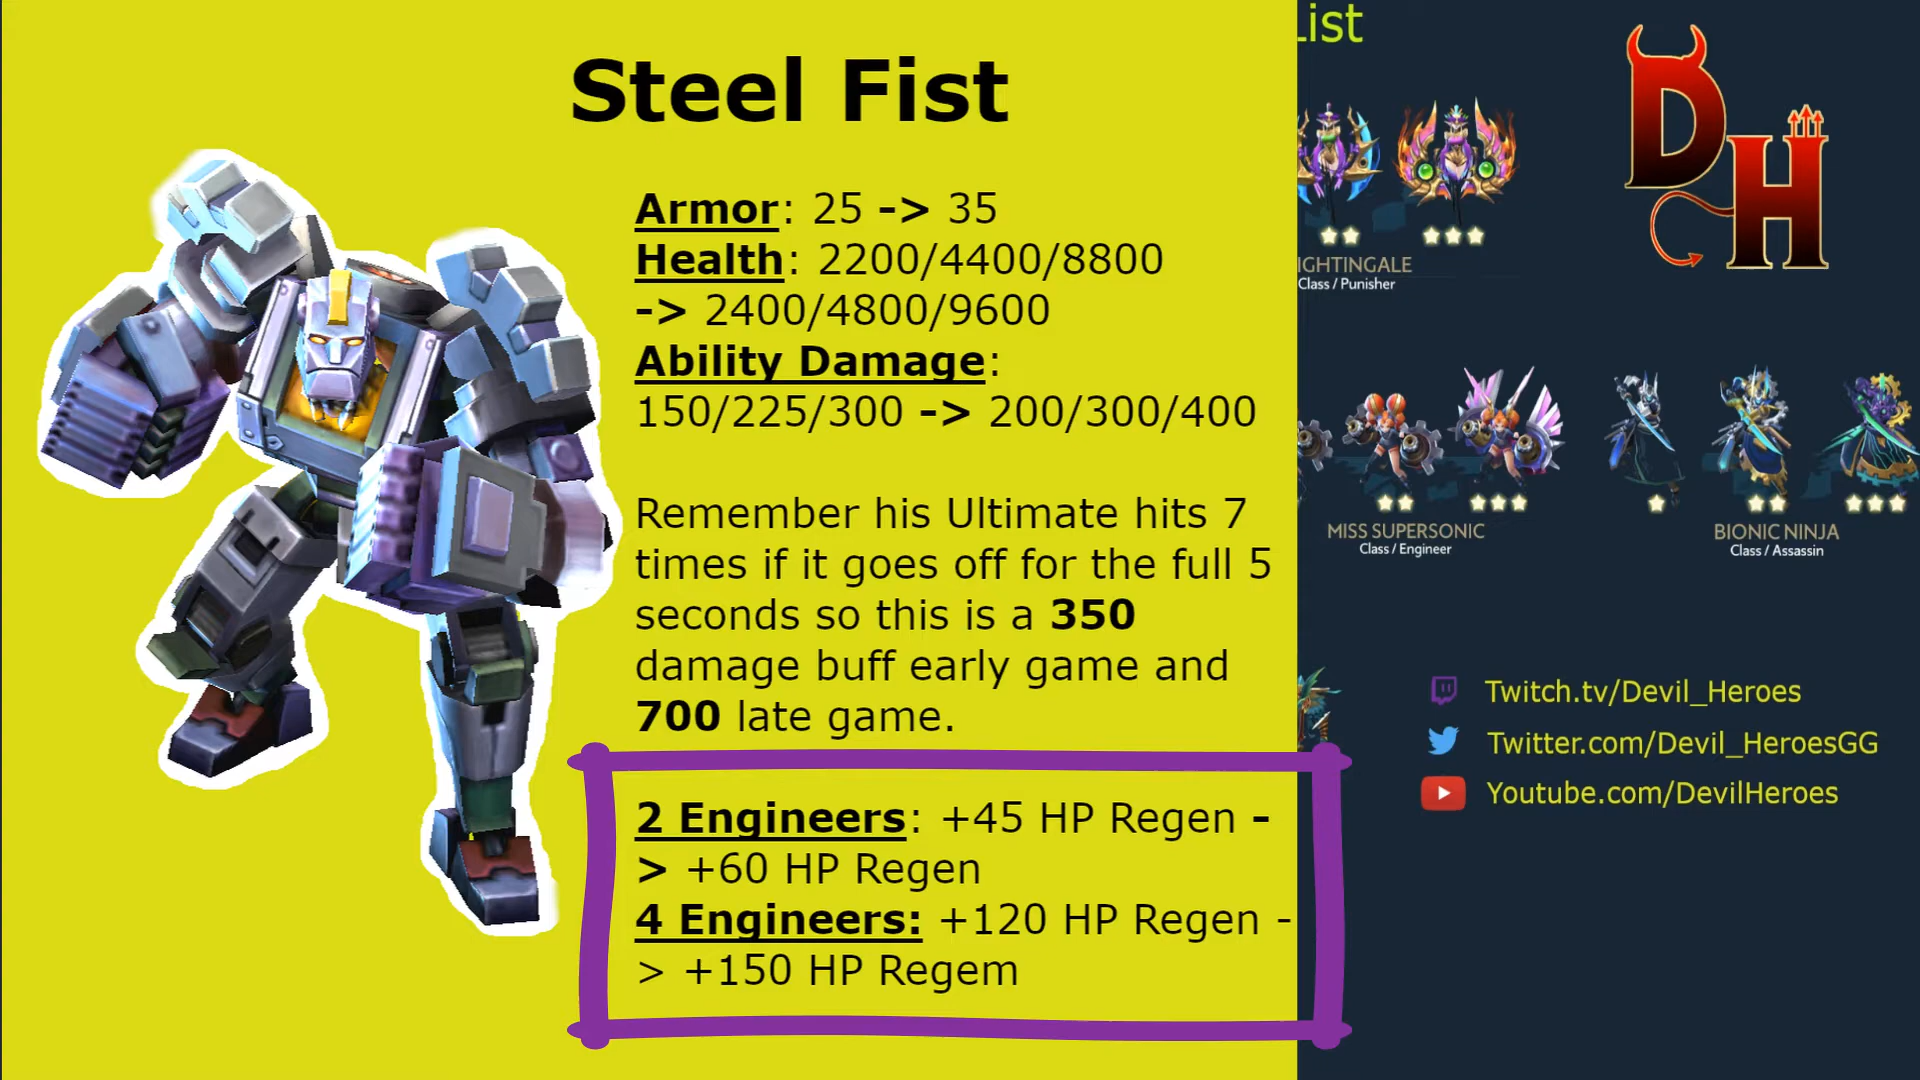 Steel Fist
Armor: 25 -> 35
Health: 2200/4400/8800
-> 2400/4800/9600
Ability Damage:
150/225/300 -> 200/300/400
Remember his Ultimate hits 7
times if it goes off for the full 5
seconds so this is a 350
damage buff early game and
700 late game.
2 Engineers: +45 HP Regen -
> +60 HP Regen
4 Engineers: +120 HP Regen -
> +150 HP Regem
List
DH
IGHTINGALE
Class / Punisher
MISS SUPERSONIC
Class / Engineer
BIONIC NINJA
Class / Assassin
Twitch.tv/Devil_Heroes
Twitter.com/Devil_HeroesGG
Youtube.com/DevilHeroes